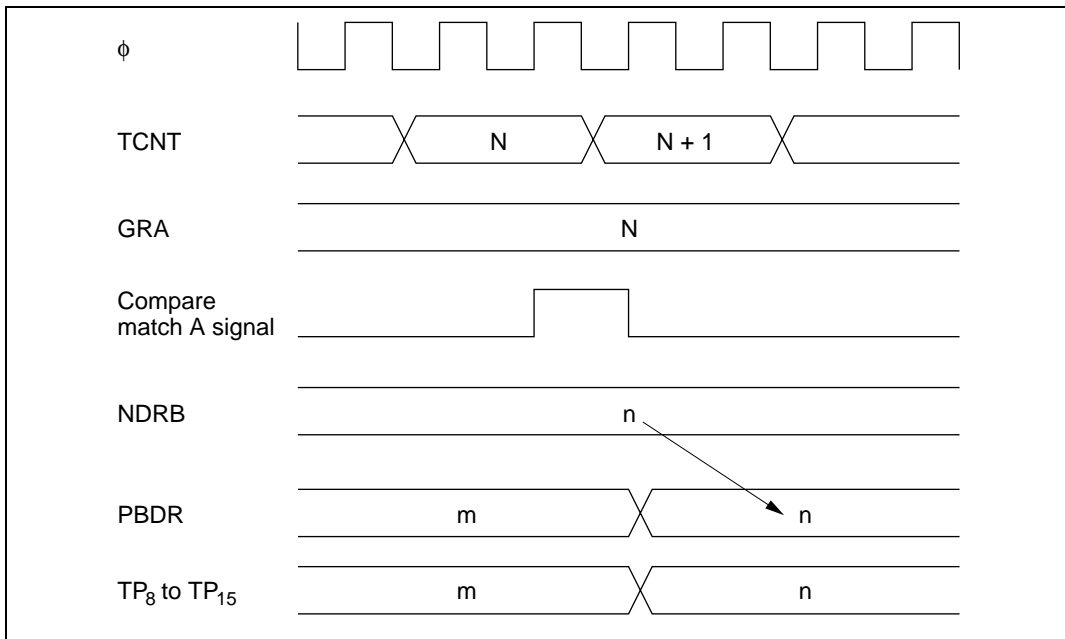 ϕ
TCNT
N
N + 1
GRA
N
Compare
match A signal
NDRB
n
PBDR
m
n
TP₈ to TP₁₅
m
n